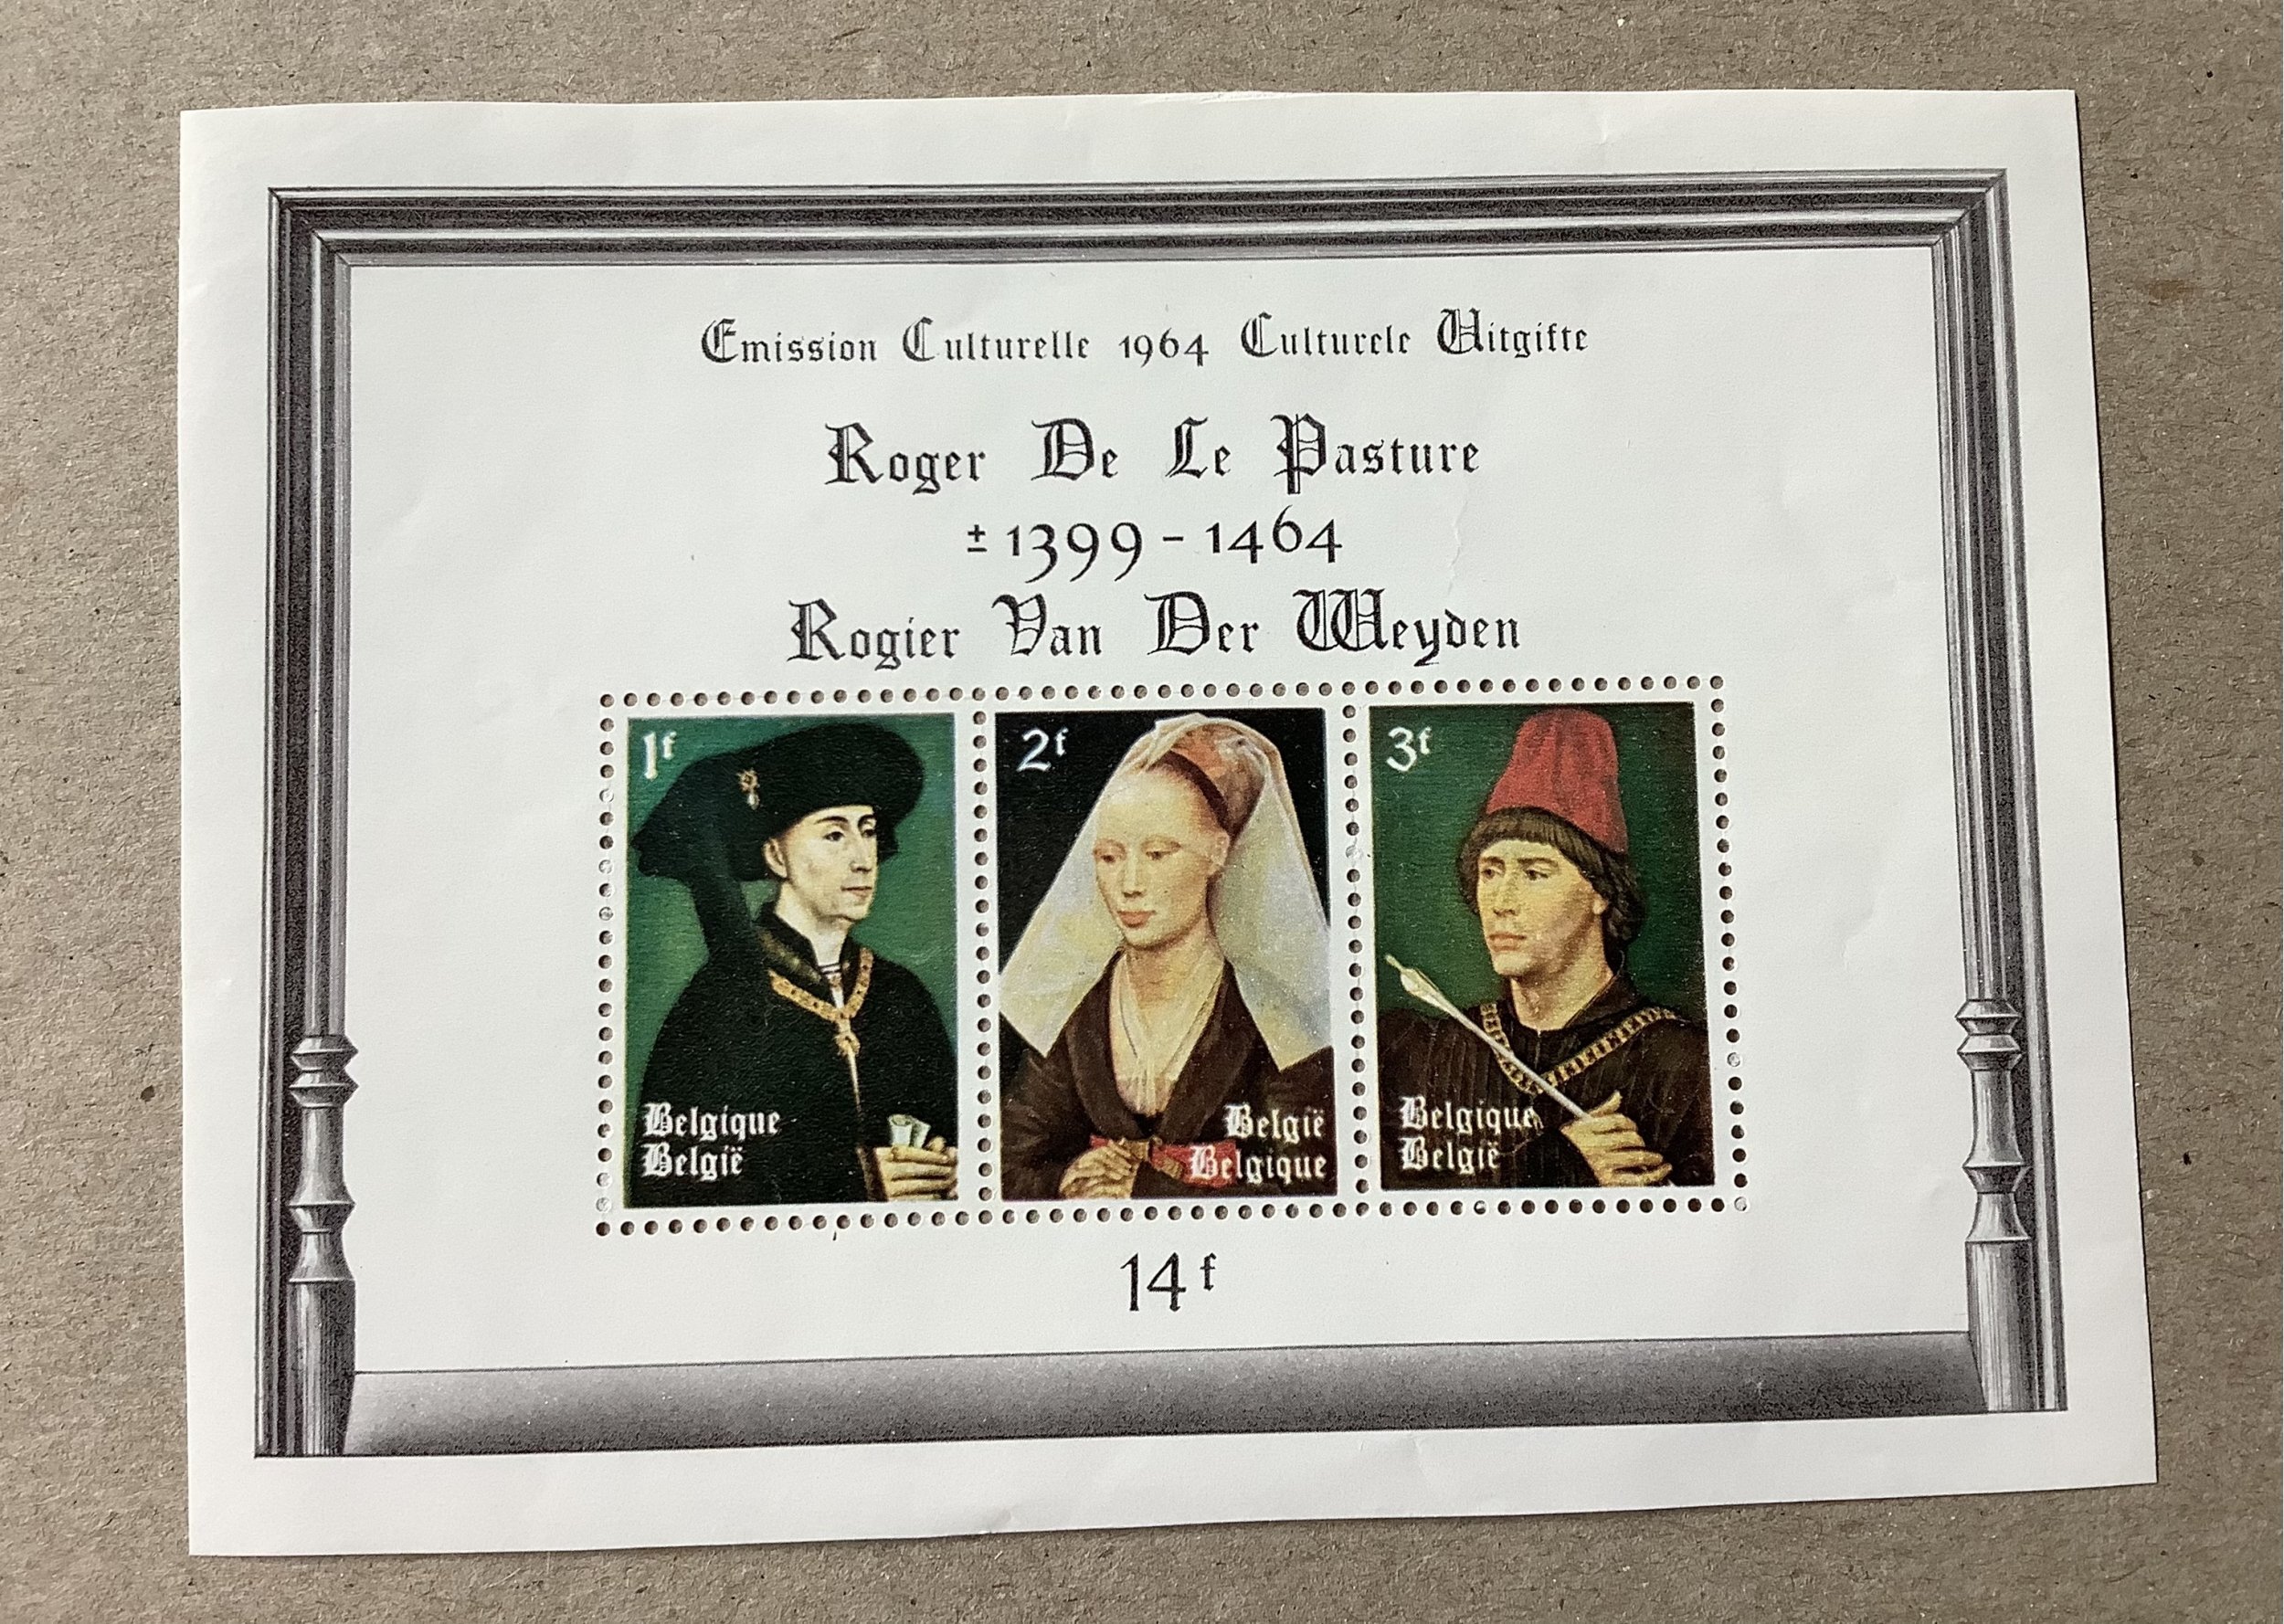 Emission Culturelle 1964 Culturele Uitgifte
Roger De Le Pasture
± 1399 - 1464
Rogier Van Der Weyden
1f
Belgique
België
2f
België
Belgique
3f
Belgique
België
14f